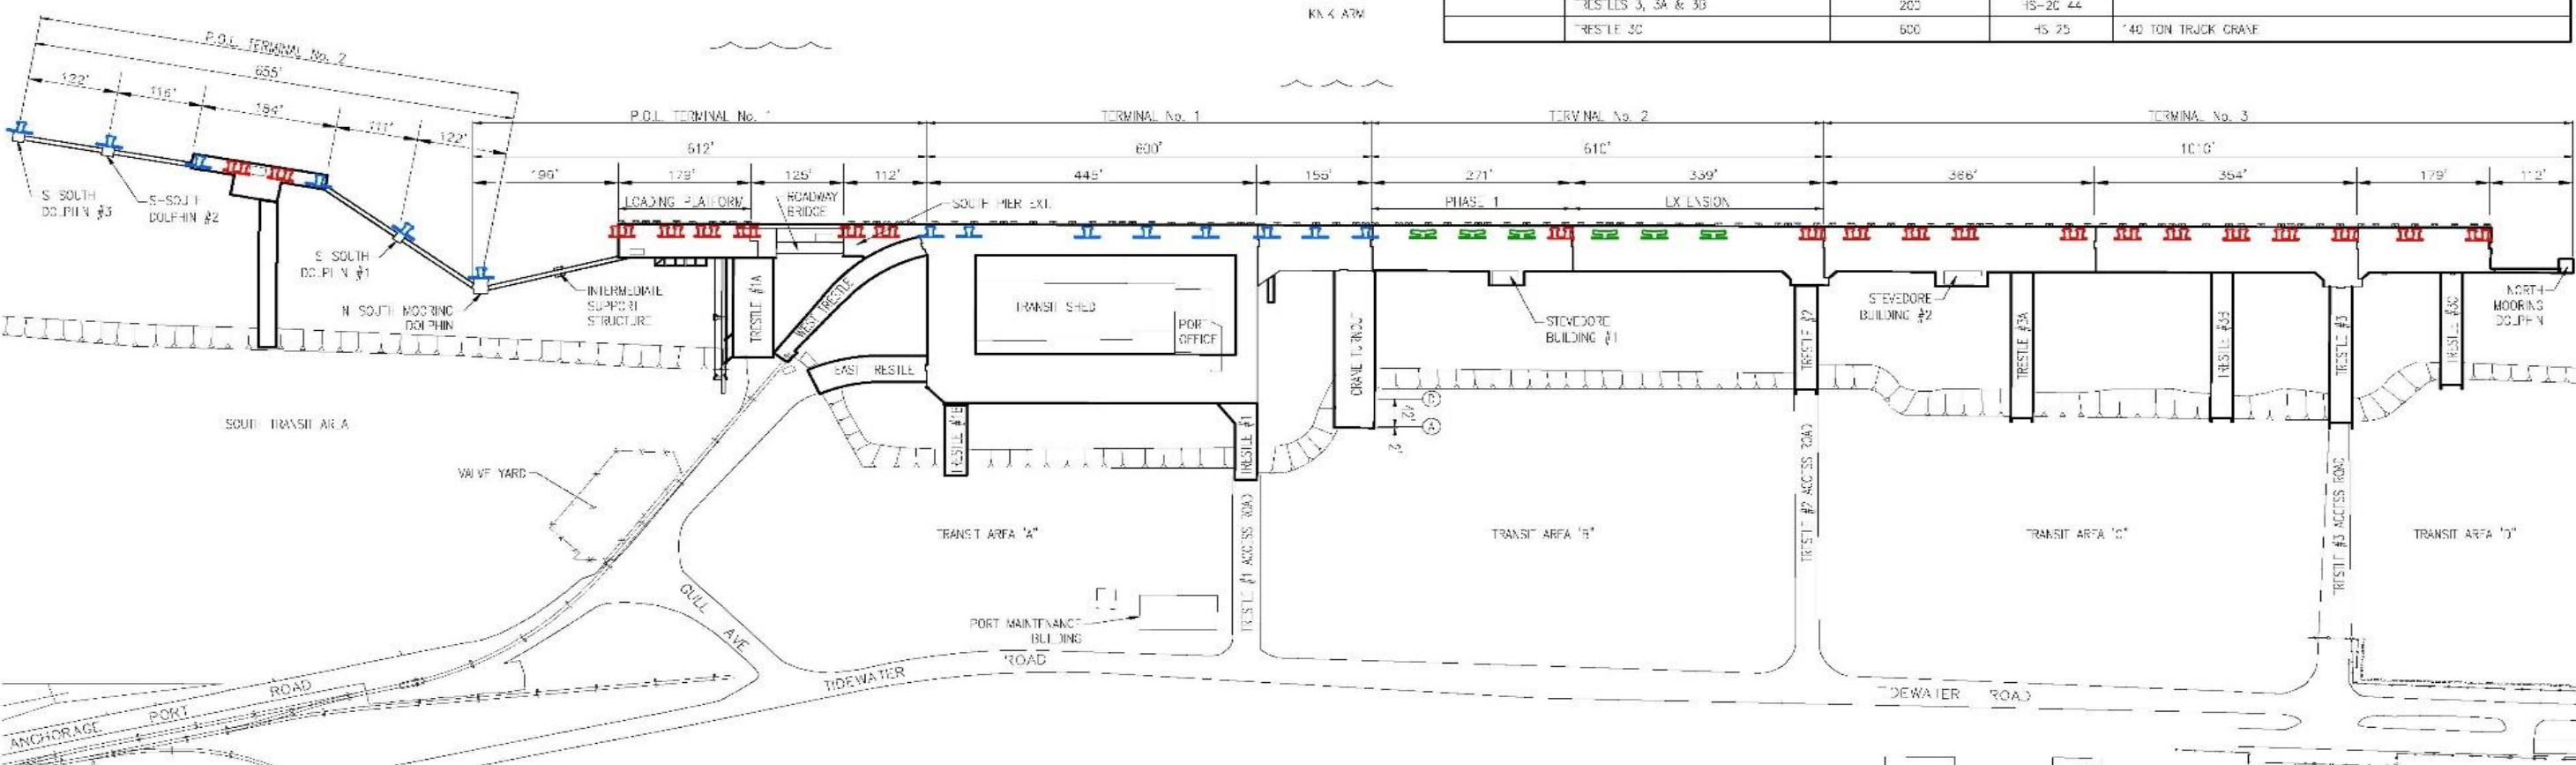 KNIK ARM
TRESTLES 3, 3A & 3B 200 HS-20 44
TRESTLE 3C 600 HS 25 140 TON TRUCK CRANE
P.O.L. TERMINAL No. 2
655'
122' 116' 184' 111' 122'
P.O.L. TERMINAL No. 1 TERMINAL No. 1 TERMINAL No. 2 TERMINAL No. 3
612' 600' 610' 1010'
196' 179' 125' 112' 445' 155' 271' 339' 366' 354' 179' 112'
LOADING PLATFORM
ROADWAY
BRIDGE
SOUTH PIER EXT.
PHASE 1 EXTENSION
S SOUTH
DOLPHIN #3
S-SOUTH
DOLPHIN #2
S SOUTH
DOLPHIN #1
N SOUTH MOORING
DOLPHIN
INTERMEDIATE
SUPPORT
STRUCTURE
TRESTLE #1A
WEST TRESTLE
EAST TRESTLE
TRANSIT SHED
PORT
OFFICE
CRANE TURNOUT
STEVEDORE
BUILDING #1
TRESTLE #2
STEVEDORE
BUILDING #2
TRESTLE #3A
TRESTLE #3B
TRESTLE #3
TRESTLE #3C
NORTH
MOORING
DOLPHIN
TRESTLE #1B
TRESTLE #1
42'
A
SOUTH TRANSIT AREA
VALVE YARD
TRANSIT AREA "A"
TRESTLE #1 ACCESS ROAD
TRANSIT AREA "B"
TRESTLE #2 ACCESS ROAD
TRANSIT AREA "C"
TRESTLE #3 ACCESS ROAD
TRANSIT AREA "D"
PORT MAINTENANCE
BUILDING
GULL AVE
TIDEWATER ROAD
TIDEWATER ROAD
ANCHORAGE PORT ROAD